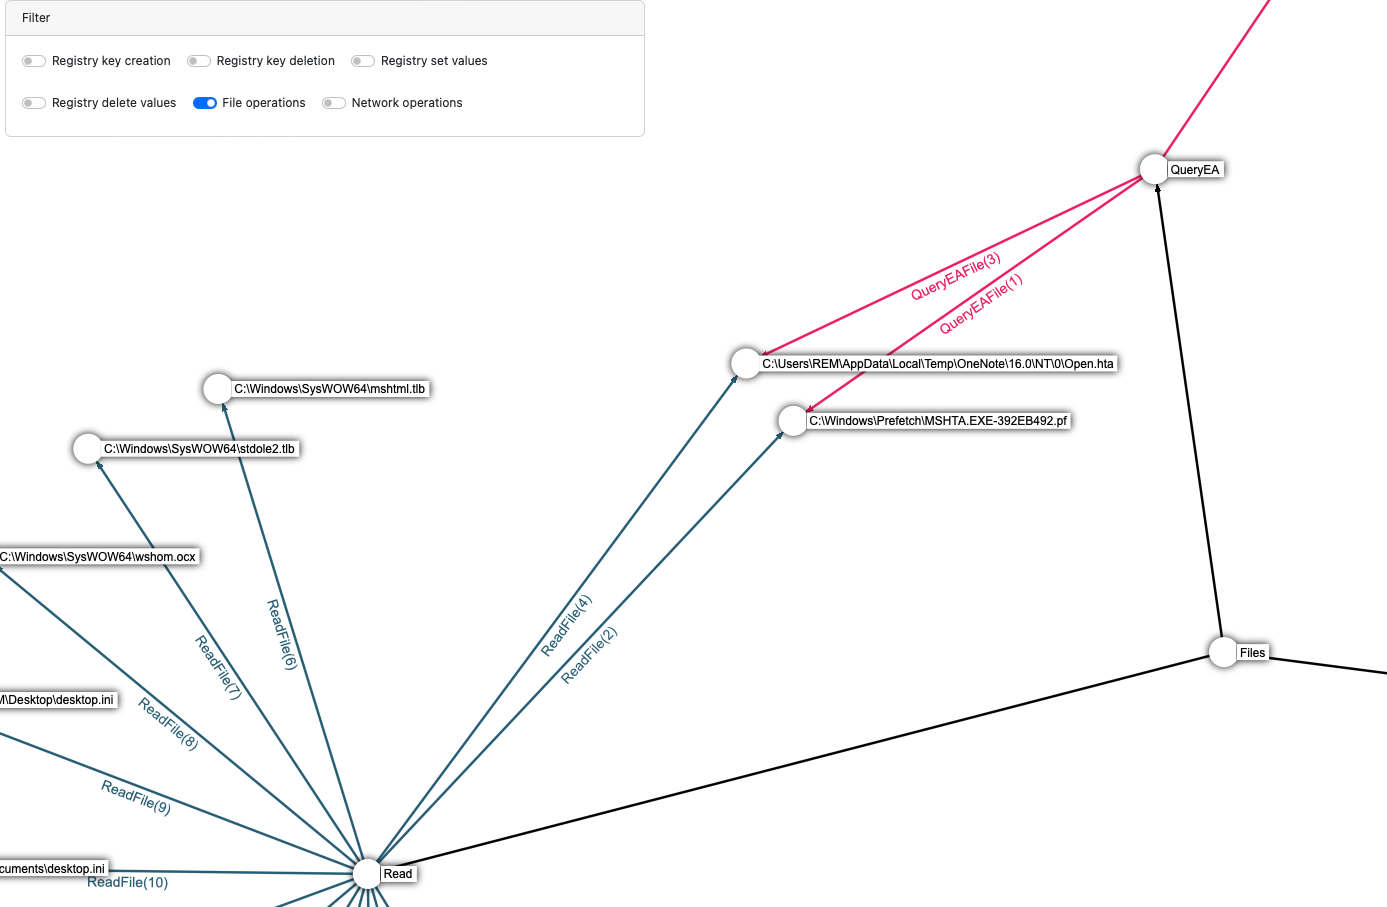 Filter
Registry key creation
Registry key deletion
Registry set values
Registry delete values
File operations
Network operations
QueryEA
QueryEAFile(3)
QueryEAFile(1)
C:\Users\REM\AppData\Local\Temp\OneNote\16.0\NT\0\Open.hta
C:\Windows\SysWOW64\mshtml.tlb
C:\Windows\Prefetch\MSHTA.EXE-392EB492.pf
C:\Windows\SysWOW64\stdole2.tlb
C:\Windows\SysWOW64\wshom.ocx
ReadFile(4)
ReadFile(2)
ReadFile(6)
ReadFile(7)
Files
M\Desktop\desktop.ini
ReadFile(8)
ReadFile(9)
cuments\desktop.ini
ReadFile(10)
Read